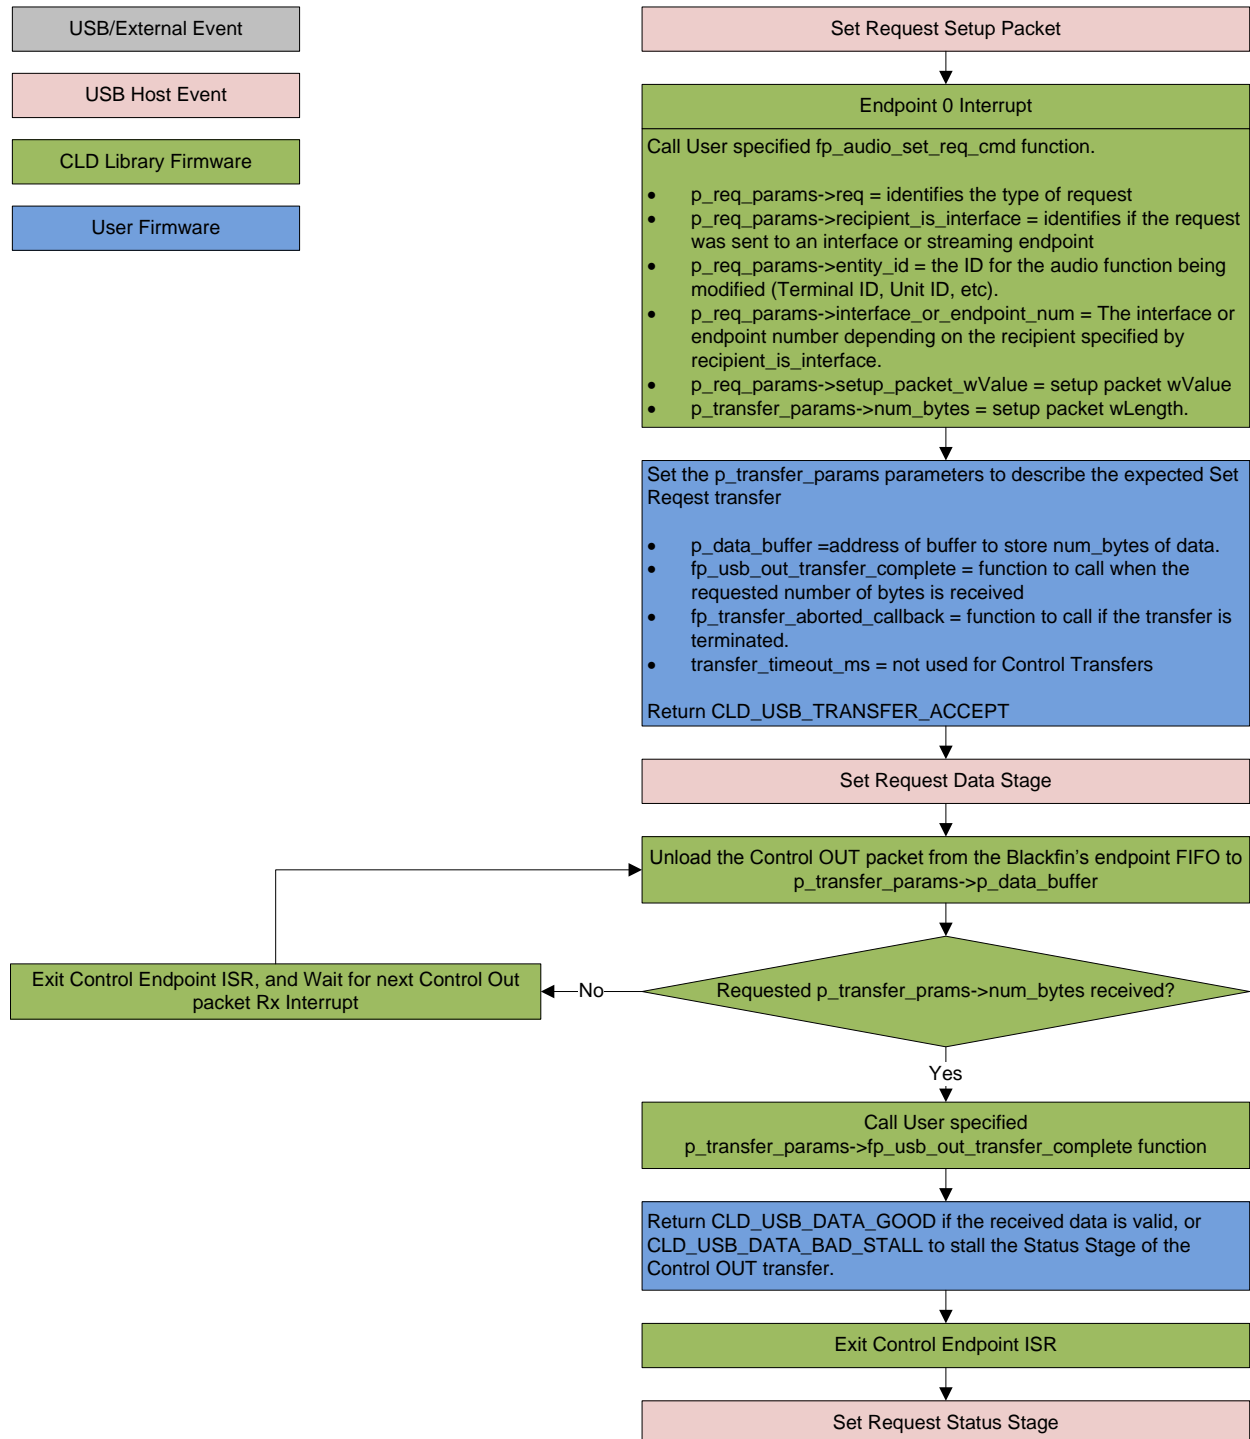 USB/External Event
USB Host Event
CLD Library Firmware
User Firmware
Set Request Setup Packet
Endpoint 0 Interrupt
Call User specified fp_audio_set_req_cmd function.
• p_req_params->req = identifies the type of request
• p_req_params->recipient_is_interface = identifies if the request
was sent to an interface or streaming endpoint
• p_req_params->entity_id = the ID for the audio function being
modified (Terminal ID, Unit ID, etc).
• p_req_params->interface_or_endpoint_num = The interface or
endpoint number depending on the recipient specified by
recipient_is_interface.
• p_req_params->setup_packet_wValue = setup packet wValue
• p_transfer_params->num_bytes = setup packet wLength.
Set the p_transfer_params parameters to describe the expected Set
Reqest transfer
• p_data_buffer =address of buffer to store num_bytes of data.
• fp_usb_out_transfer_complete = function to call when the
requested number of bytes is received
• fp_transfer_aborted_callback = function to call if the transfer is
terminated.
• transfer_timeout_ms = not used for Control Transfers
Return CLD_USB_TRANSFER_ACCEPT
Set Request Data Stage
Unload the Control OUT packet from the Blackfin's endpoint FIFO to
p_transfer_params->p_data_buffer
Requested p_transfer_prams->num_bytes received?
No
Exit Control Endpoint ISR, and Wait for next Control Out
packet Rx Interrupt
Yes
Call User specified
p_transfer_params->fp_usb_out_transfer_complete function
Return CLD_USB_DATA_GOOD if the received data is valid, or
CLD_USB_DATA_BAD_STALL to stall the Status Stage of the
Control OUT transfer.
Exit Control Endpoint ISR
Set Request Status Stage